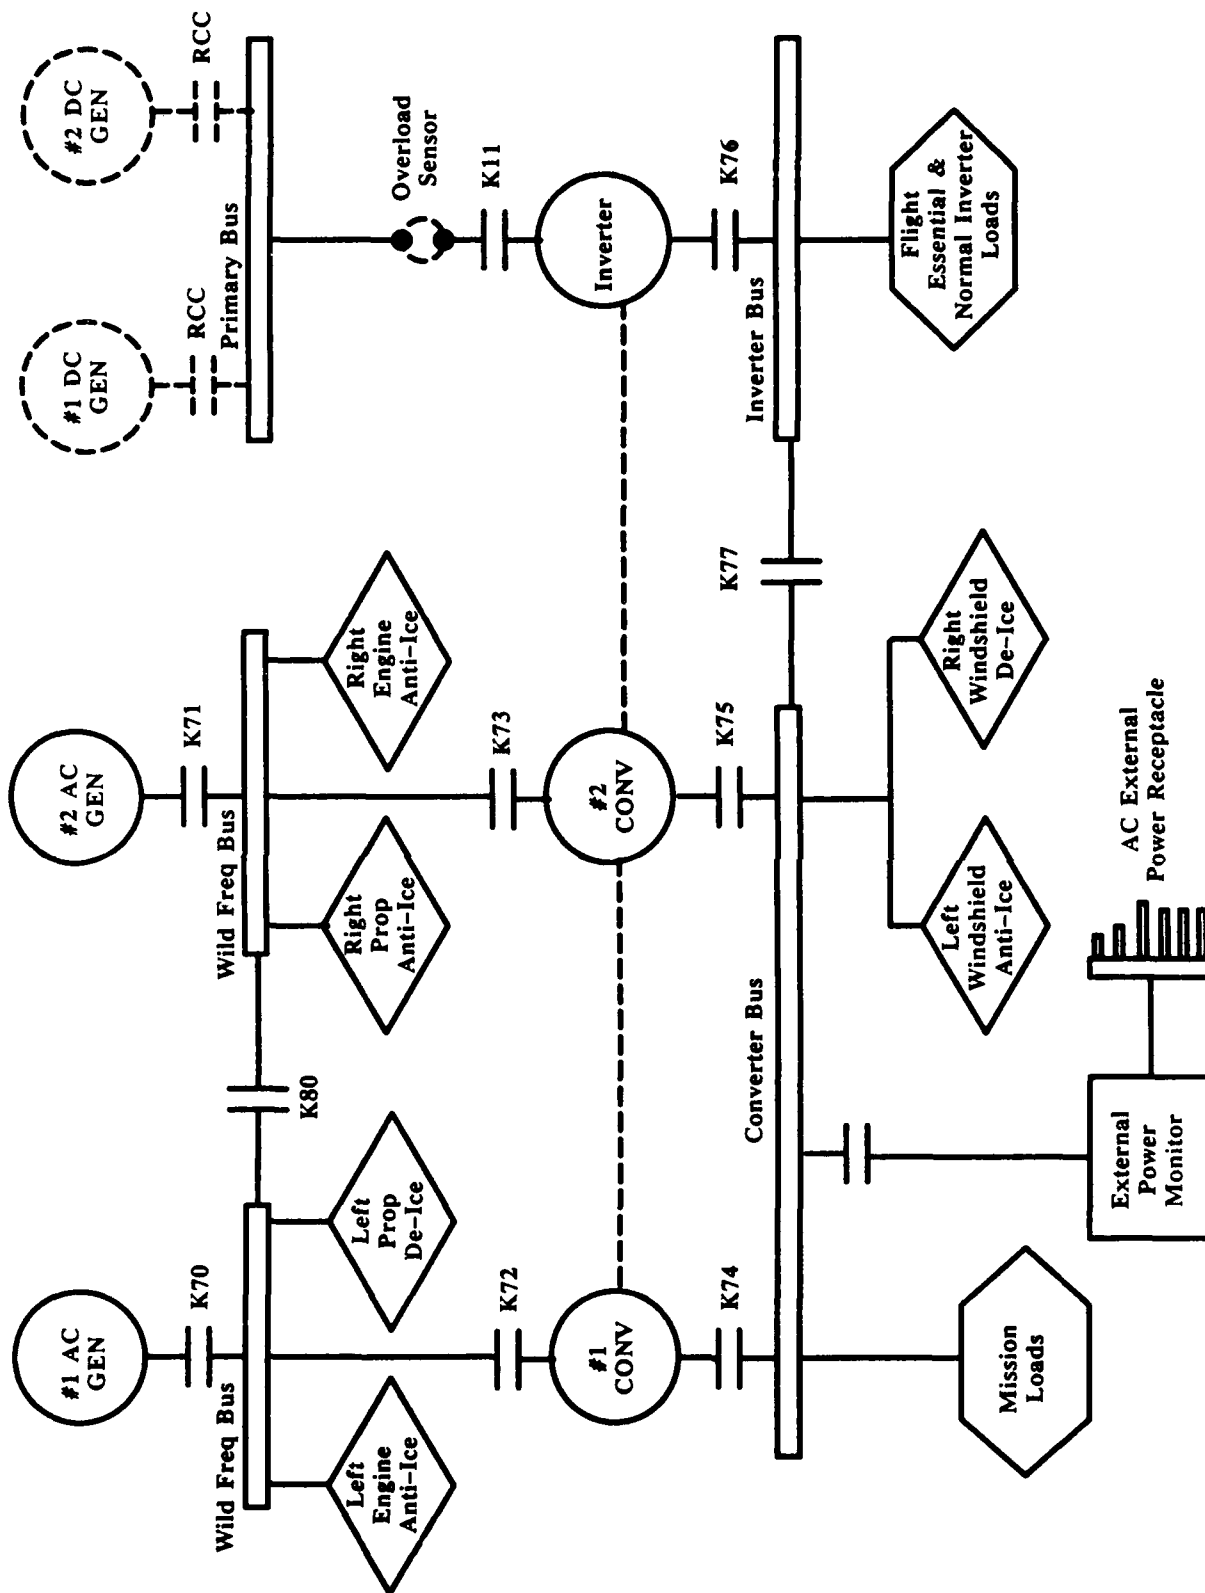 #1 AC
GEN
K70
Wild Freq Bus
Left
Engine
Anti-Ice
Left
Prop
De-Ice
K72
#1
CONV
K74
Mission
Loads
K80
#2 AC
GEN
K71
Wild Freq Bus
Right
Prop
Anti-Ice
Right
Engine
Anti-Ice
K73
#2
CONV
K75
Converter Bus
External
Power
Monitor
AC External
Power Receptacle
Left
Windshield
Anti-Ice
Right
Windshield
De-Ice
K77
#1 DC
GEN
RCC
#2 DC
GEN
RCC
Primary Bus
Overload
Sensor
K11
Inverter
K76
Inverter Bus
Flight
Essential &
Normal Inverter
Loads